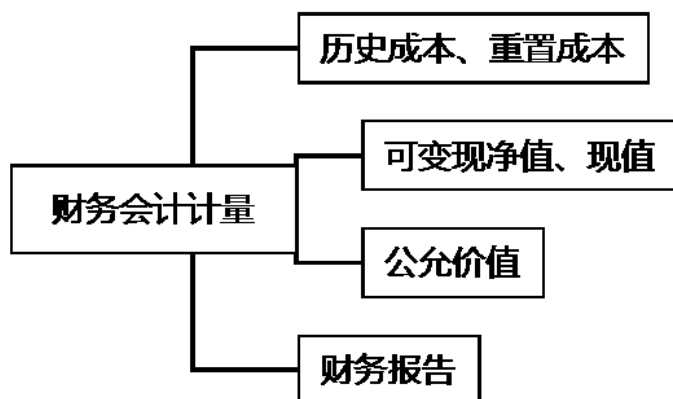 历史成本、重置成本
可变现净值、现值
财务会计计量
公允价值
财务报告